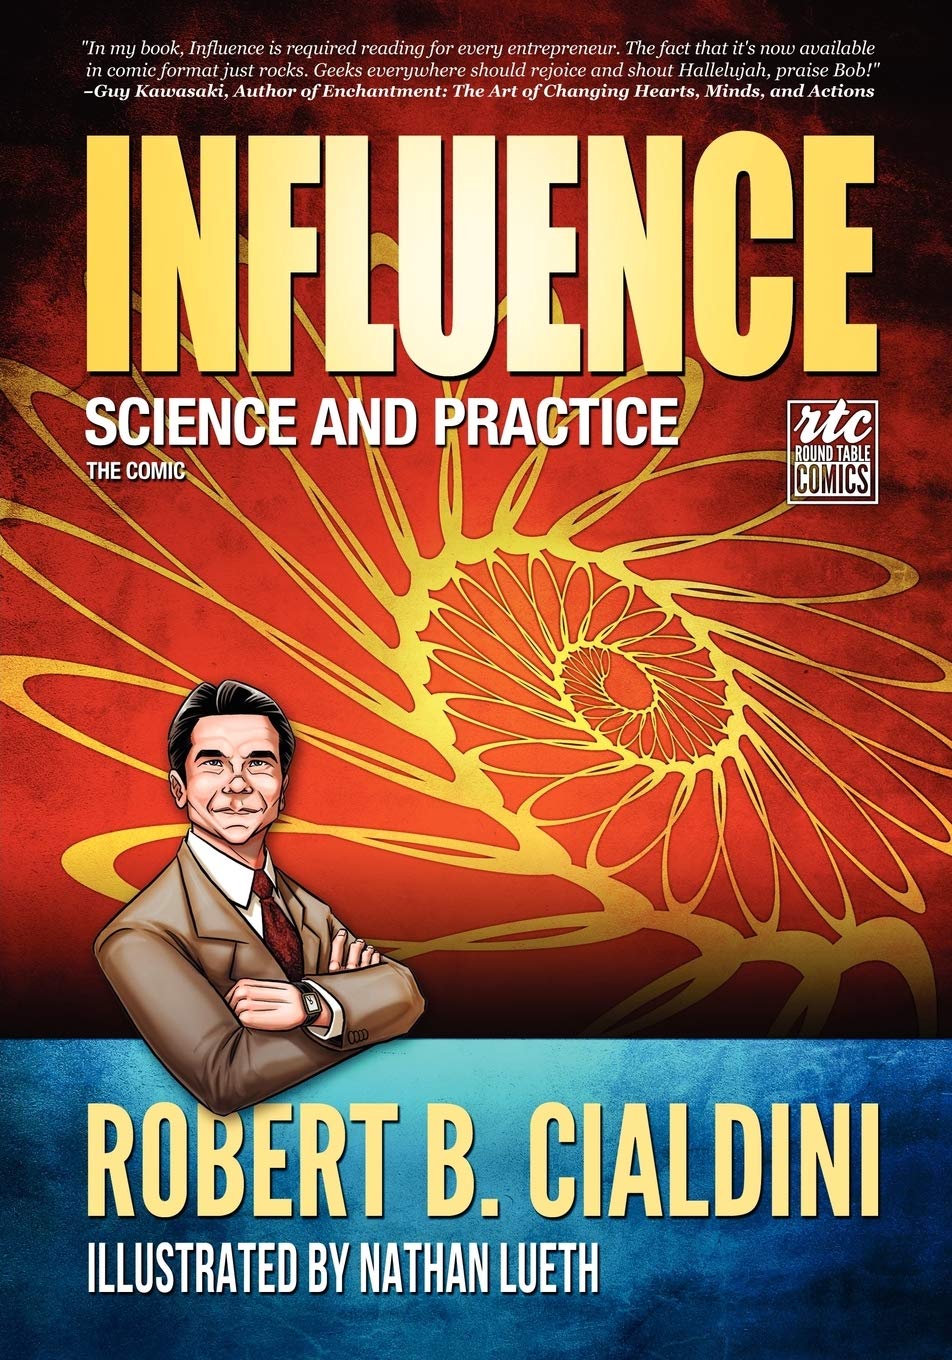 "In my book, Influence is required reading for every entrepreneur. The fact that it's now available
in comic format just rocks. Geeks everywhere should rejoice and shout Hallelujah, praise Bob!"
–Guy Kawasaki, Author of Enchantment: The Art of Changing Hearts, Minds, and Actions
INFLUENCE
SCIENCE AND PRACTICE
THE COMIC
rtc
ROUND TABLE
COMICS
ROBERT B. CIALDINI
ILLUSTRATED BY NATHAN LUETH